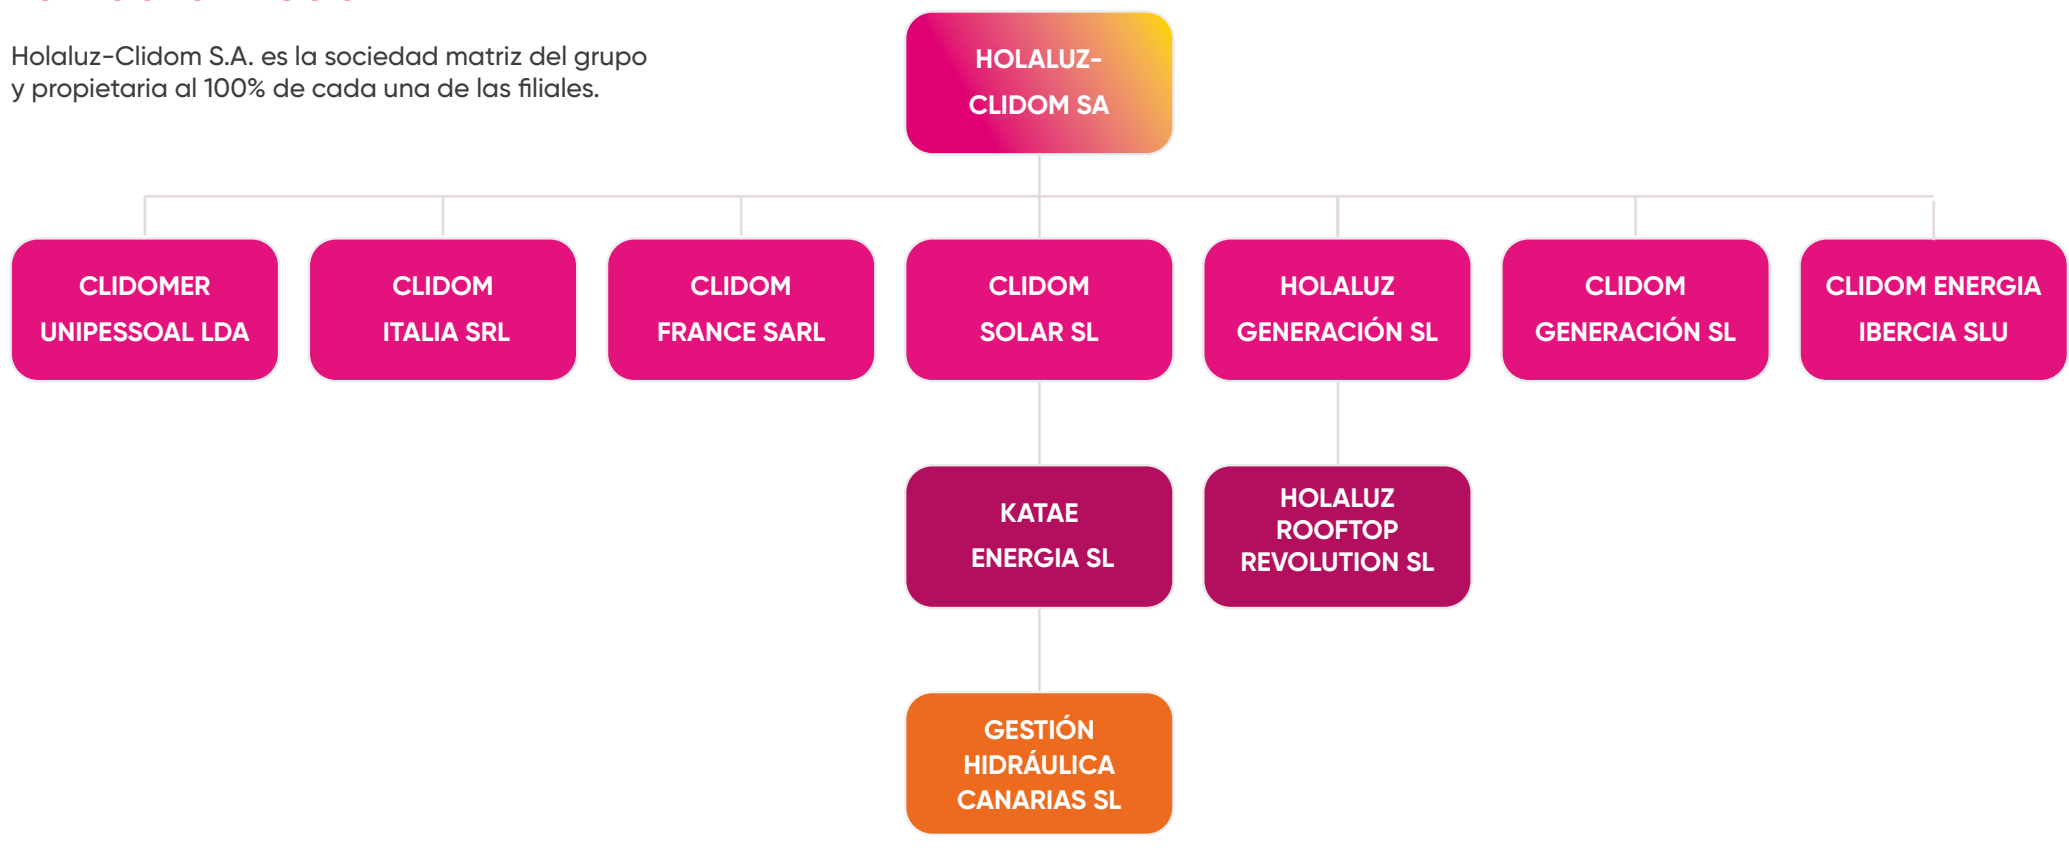 Holaluz-Clidom S.A. es la sociedad matriz del grupo
y propietaria al 100% de cada una de las filiales.
HOLALUZ-
CLIDOM SA
CLIDOMER
UNIPESSOAL LDA
CLIDOM
ITALIA SRL
CLIDOM
FRANCE SARL
CLIDOM
SOLAR SL
HOLALUZ
GENERACIÓN SL
CLIDOM
GENERACIÓN SL
CLIDOM ENERGIA
IBERCIA SLU
KATAE
ENERGIA SL
HOLALUZ
ROOFTOP
REVOLUTION SL
GESTIÓN
HIDRÁULICA
CANARIAS SL